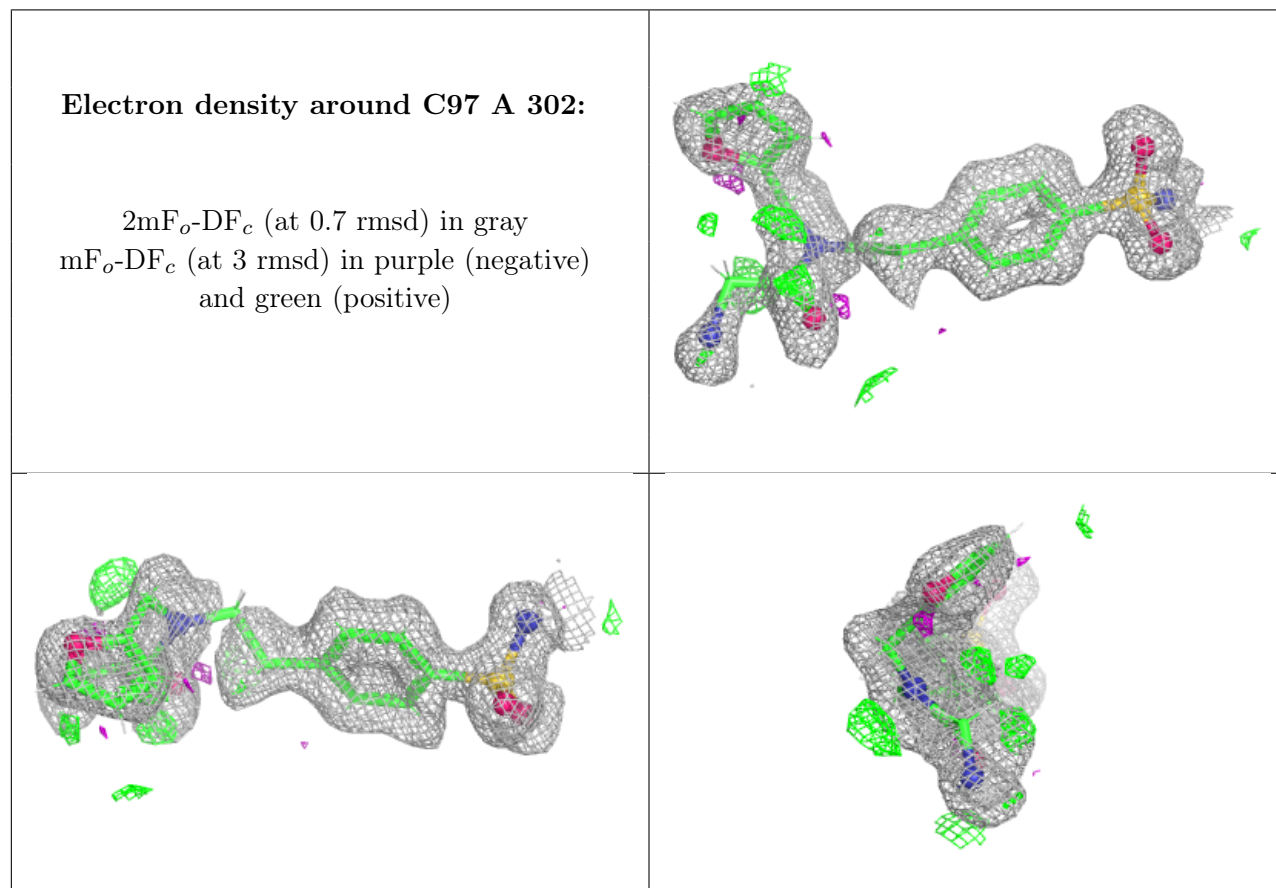 Electron density around C97 A 302:
2mFₒ-DF𝒸 (at 0.7 rmsd) in gray
mFₒ-DF𝒸 (at 3 rmsd) in purple (negative)
and green (positive)